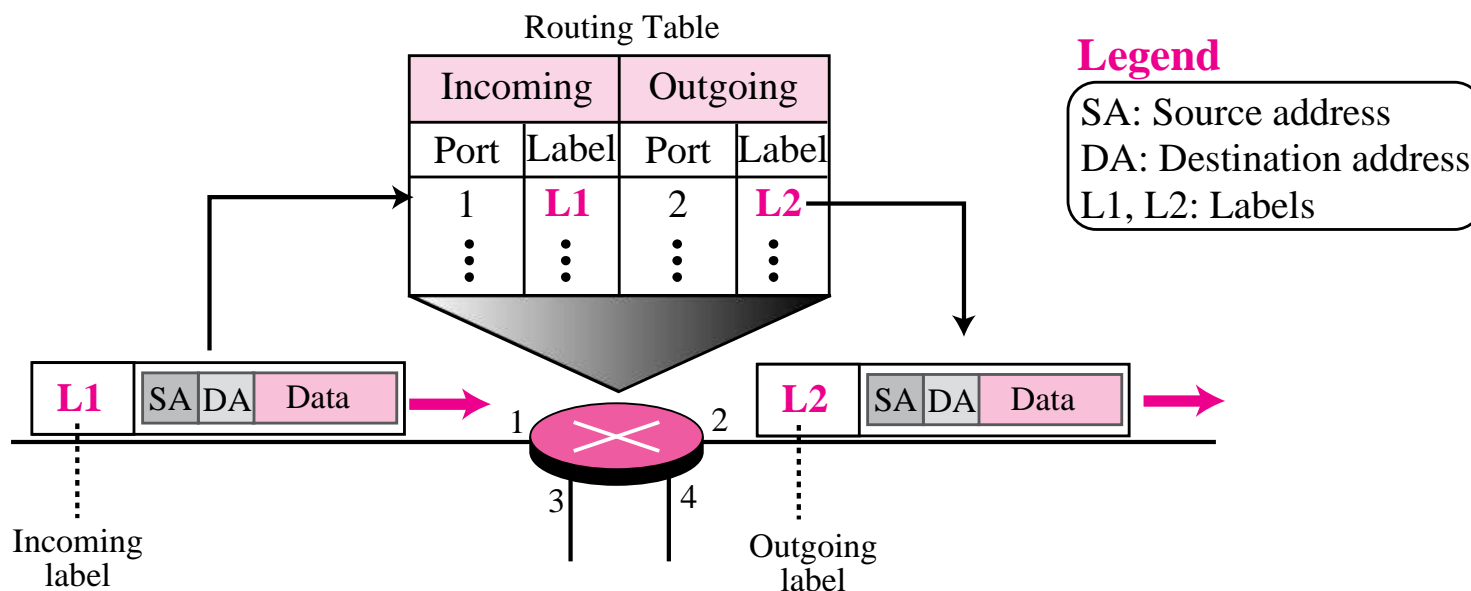 Routing Table
Incoming Outgoing
Port Label Port Label
1 L1 2 L2
Legend
SA: Source address
DA: Destination address
L1, L2: Labels
L1 SA DA Data
1 2
3 4
L2 SA DA Data
Incoming
label
Outgoing
label